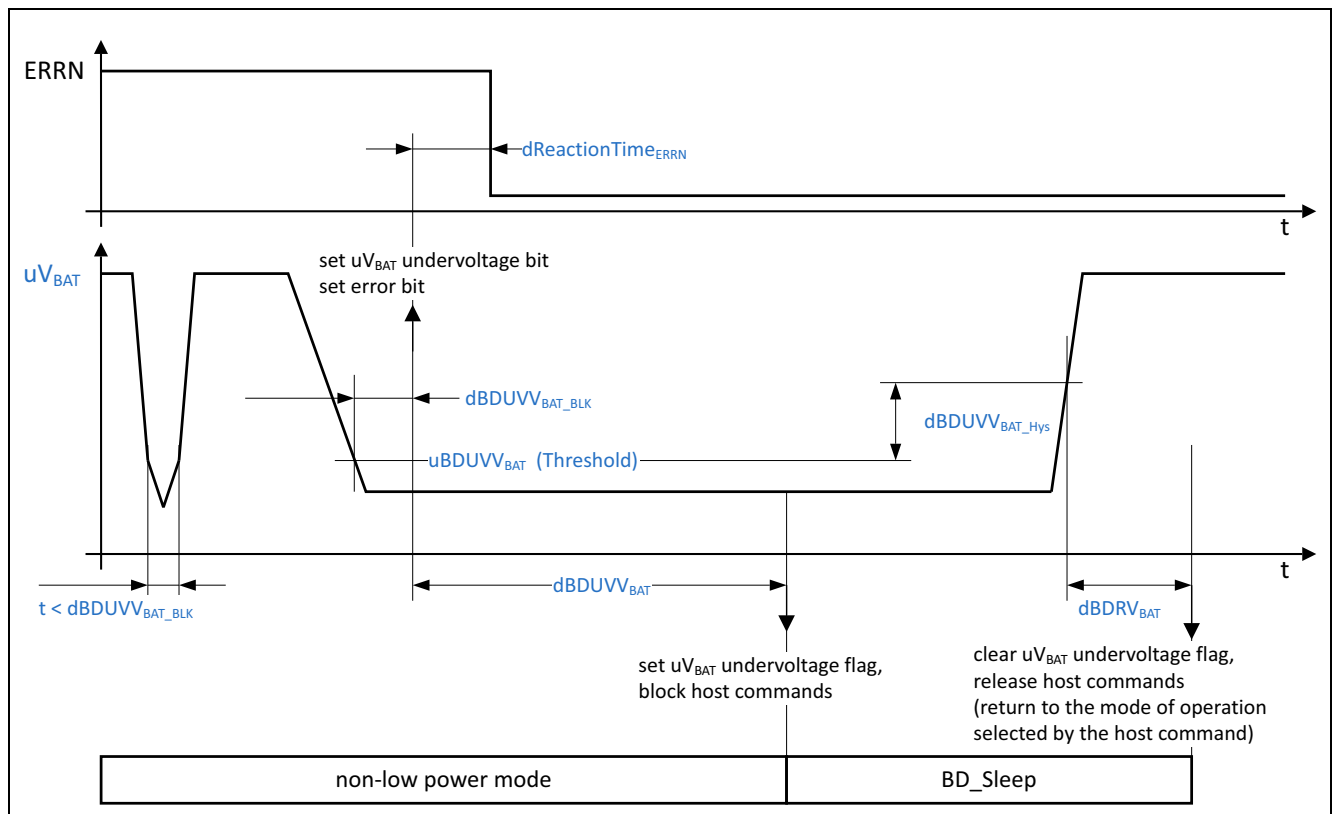 ERRN
dReactionTimeERRN
t
uVBAT
set uVBAT undervoltage bit
set error bit
dBDUVVBAT_BLK
dBDUVVBAT_Hys
uBDUVVBAT (Threshold)
t
t < dBDUVVBAT_BLK
dBDUVVBAT
dBDRVBAT
set uVBAT undervoltage flag,
block host commands
clear uVBAT undervoltage flag,
release host commands
(return to the mode of operation
selected by the host command)
non-low power mode
BD_Sleep